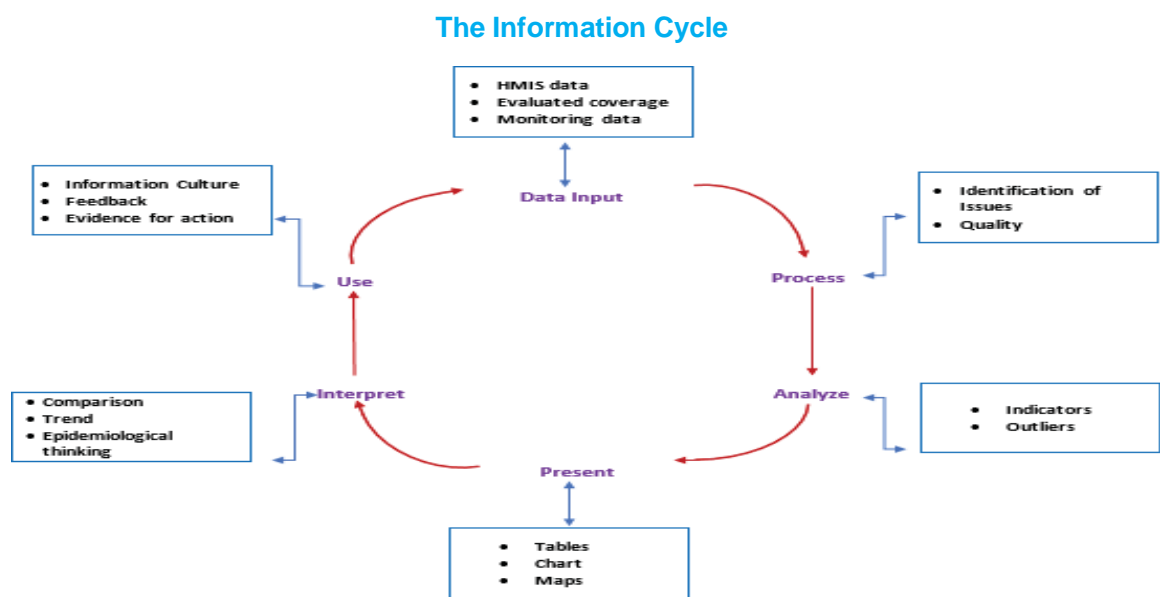 The Information Cycle
• HMIS data
• Evaluated coverage
• Monitoring data
Data Input
• Information Culture
• Feedback
• Evidence for action
• Identification of
Issues
• Quality
Use
Process
Interpret
Analyze
• Comparison
• Trend
• Epidemiological
thinking
• Indicators
• Outliers
Present
• Tables
• Chart
• Maps